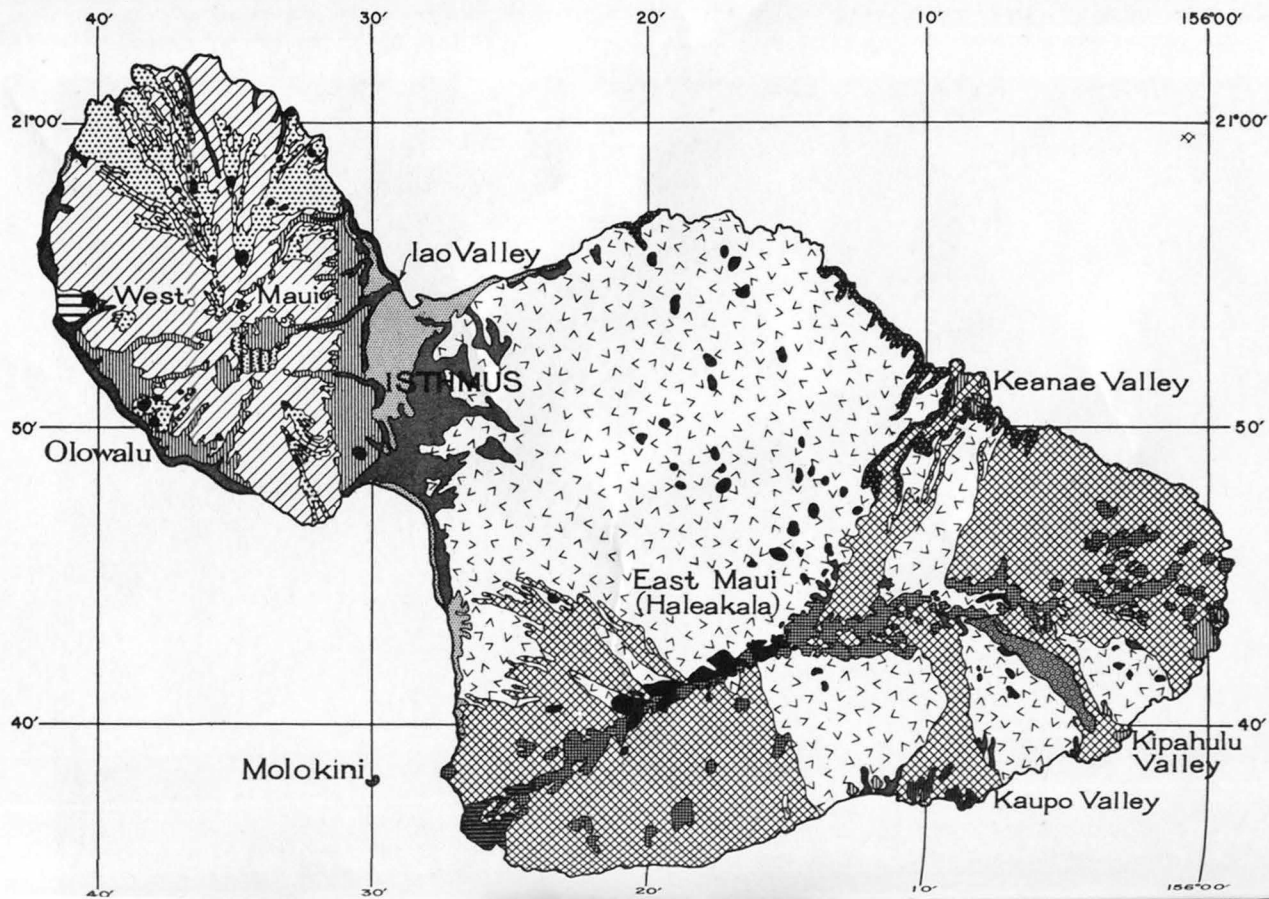 40′ 30′ 20′ 10′ 156°00′
21°00′ 21°00′
Iao Valley
West Maui
ISTHMUS
Keanae Valley
50′ 50′
Olowalu
East Maui
(Haleakala)
40′ 40′
Kipahulu
Valley
Molokini
Kaupo Valley
40′ 30′ 20′ 10′ 156°00′